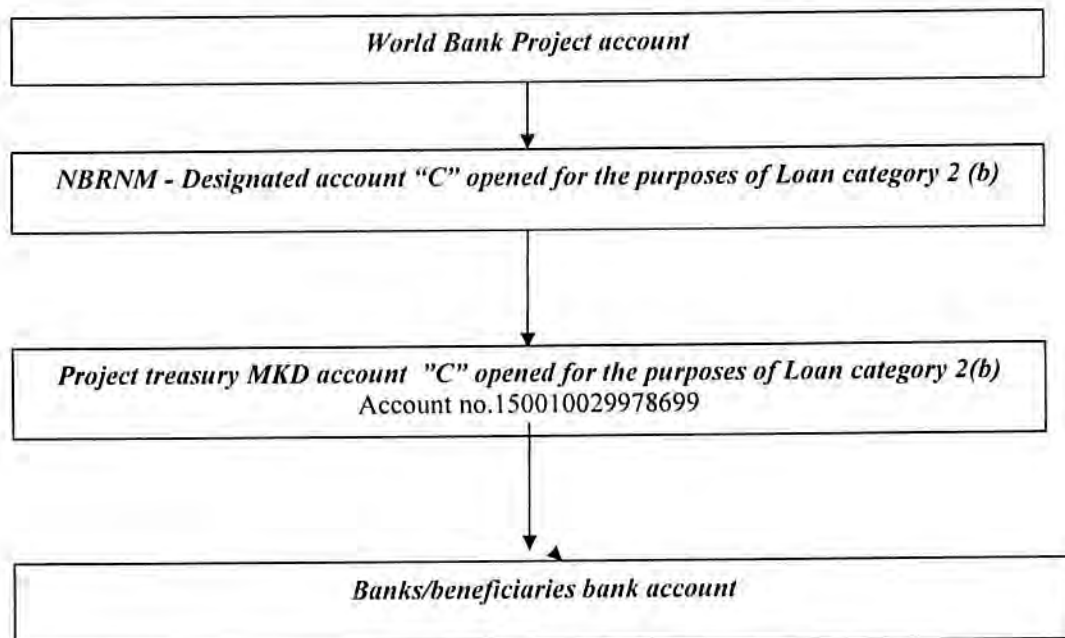 World Bank Project account
NBRNM - Designated account “C” opened for the purposes of Loan category 2 (b)
Project treasury MKD account ”C” opened for the purposes of Loan category 2(b)
Account no.150010029978699
Banks/beneficiaries bank account